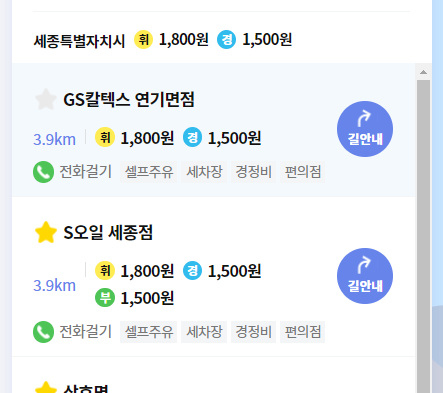 세종특별자치시 휘 1,800원 경 1,500원
GS칼텍스 연기면점
3.9km 휘 1,800원 경 1,500원
길안내
전화걸기 셀프주유 세차장 경정비 편의점
S오일 세종점
휘 1,800원 경 1,500원
3.9km
부 1,500원
길안내
전화걸기 셀프주유 세차장 경정비 편의점